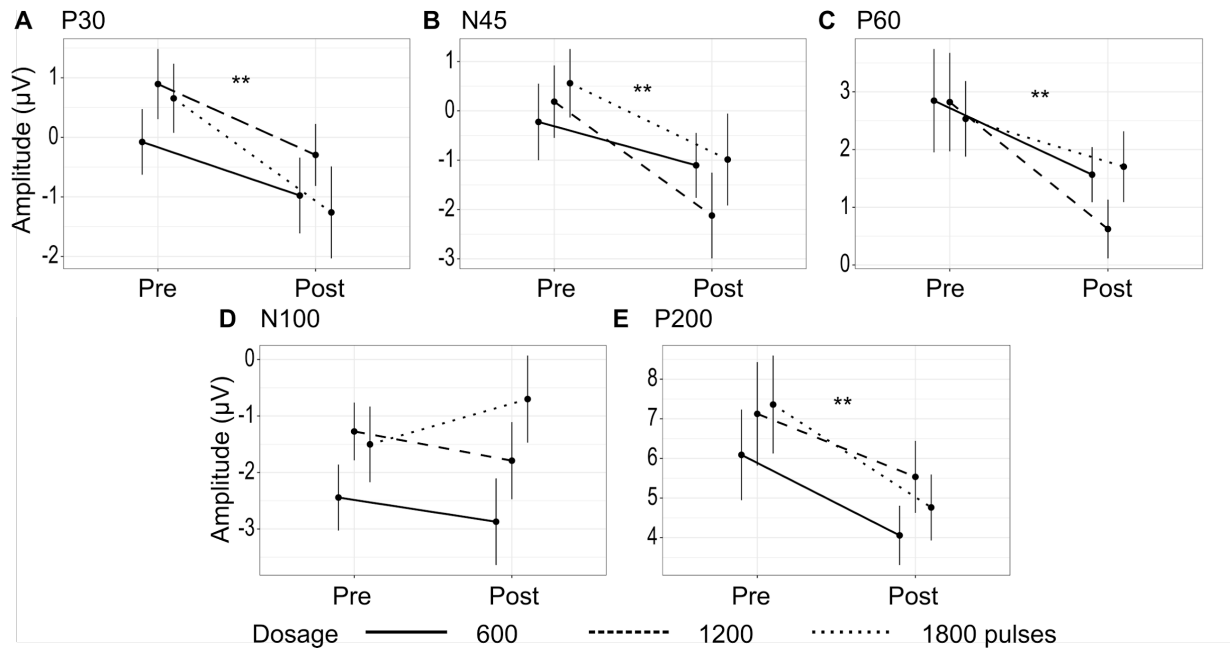 A P30
B N45
C P60
Amplitude (µV)
1
0
-1
-2
**
Pre Post
1
0
-1
-2
-3
**
Pre Post
3
2
1
0
**
Pre Post
D N100
E P200
Amplitude (µV)
0
-1
-2
-3
Pre Post
8
7
6
5
4
**
Pre Post
Dosage 600 1200 1800 pulses